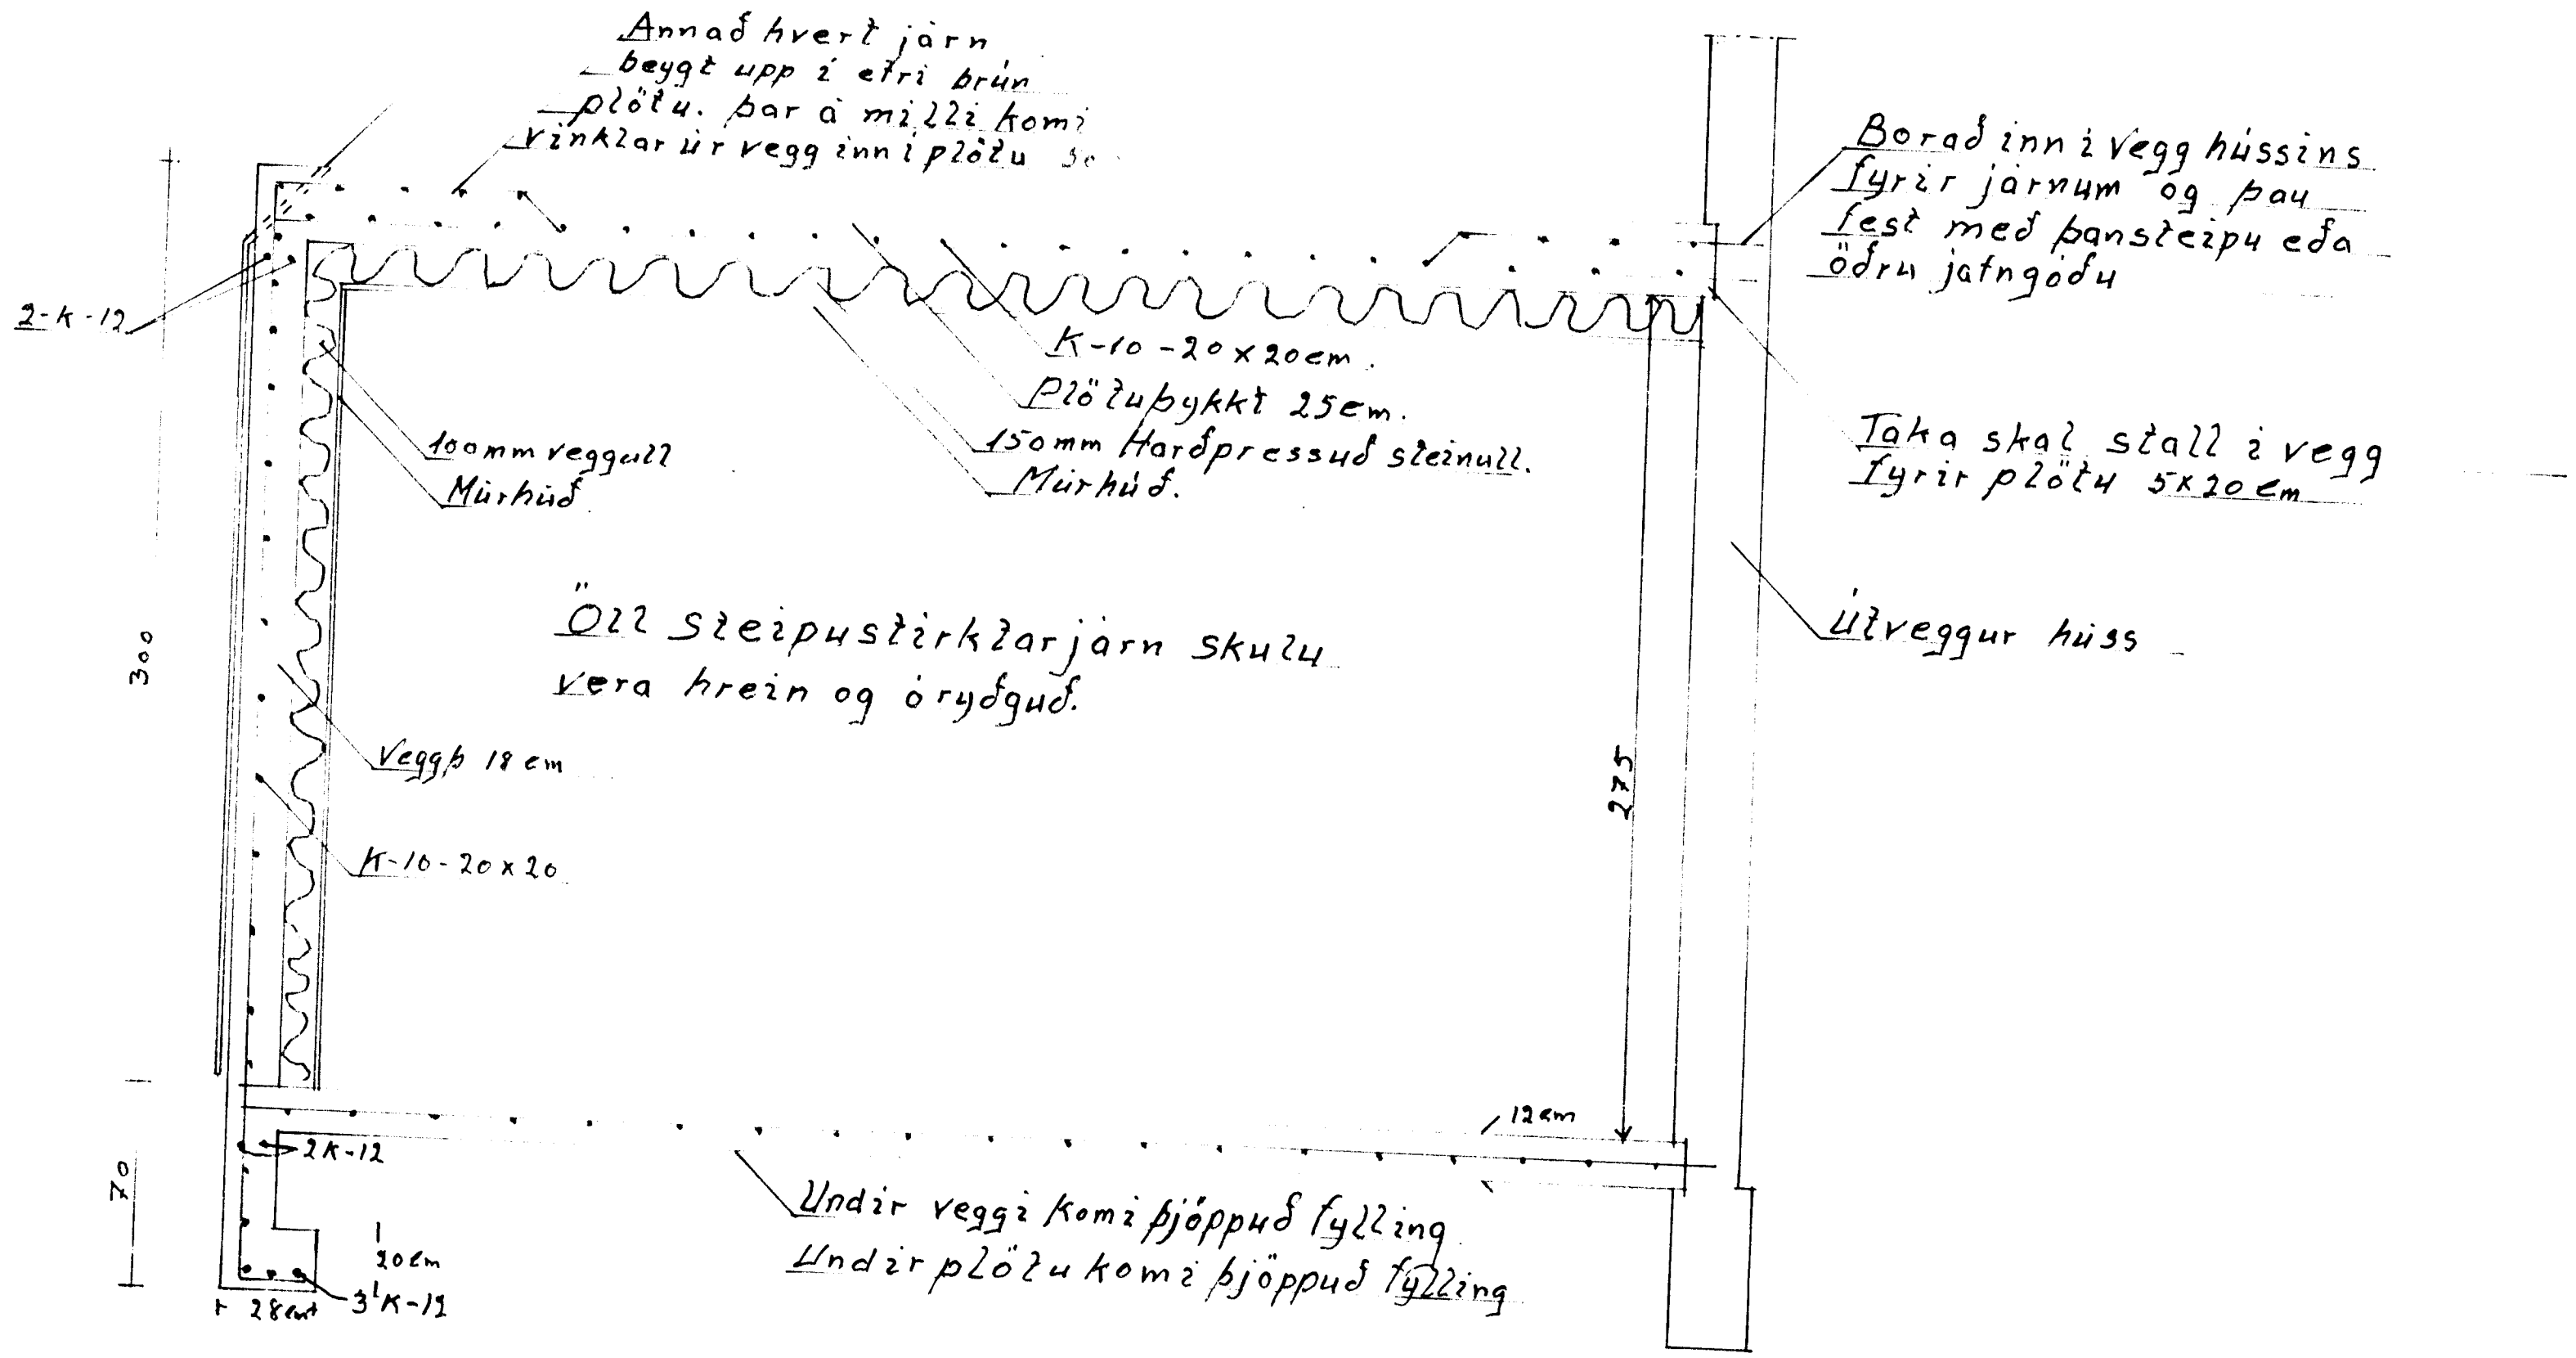 Annað hvert járn
beygt upp í efri brún
plötu. þar á milli komi
vinklar úr vegg inn í plötu
Borað inn í vegg hússins
fyrir járnum og þau
fest með þansteipu eða
öðru jafngóðu
2-K-12
K-10-20x20cm.
Plötuþykkt 25cm.
150mm Harðpressuð steinull.
Múrhúð.
100mm veggull
Múrhúð
Taka skal stall í vegg
fyrir plötu 5x20cm
300
Öll steipustirktarjárn skulu
vera hrein og óryðguð.
Útveggur húss
Veggþ 18cm
275
K-10-20x20
12cm
2K-12
70
Undir veggi komi þjöppuð fylling
Undir plötu komi þjöppuð fylling
20cm
3K-12
28cm